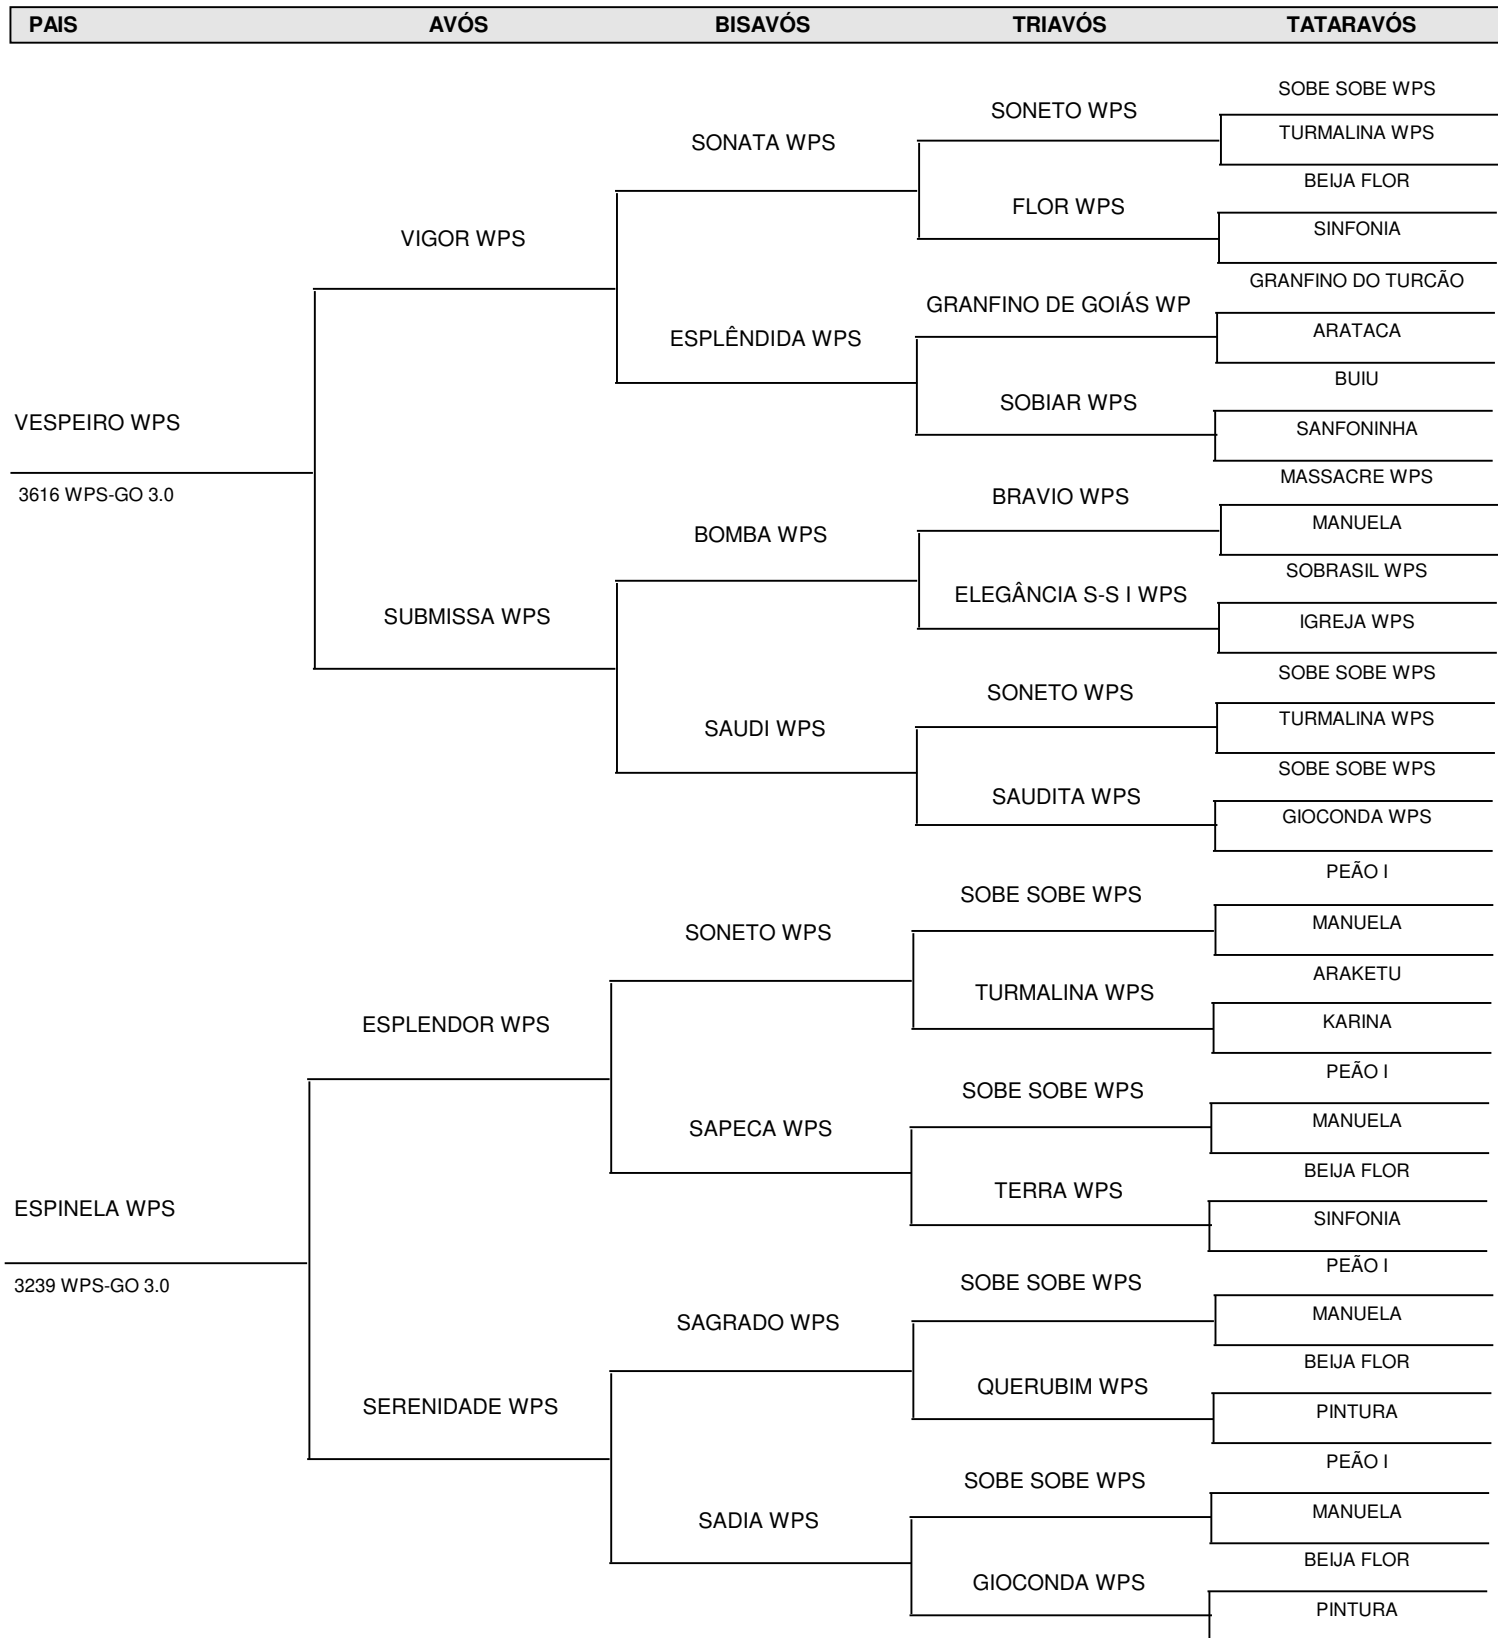 PAIS AVÓS BISAVÓS TRIAVÓS TATARAVÓS
SOBE SOBE WPS
SONETO WPS
TURMALINA WPS
SONATA WPS
BEIJA FLOR
FLOR WPS
SINFONIA
VIGOR WPS
GRANFINO DO TURCÃO
GRANFINO DE GOIÁS WP
ARATACA
ESPLÊNDIDA WPS
BUIU
SOBIAR WPS
SANFONINHA
VESPEIRO WPS
3616 WPS-GO 3.0
MASSACRE WPS
BRAVIO WPS
MANUELA
BOMBA WPS
SOBRASIL WPS
ELEGÂNCIA S-S I WPS
IGREJA WPS
SUBMISSA WPS
SOBE SOBE WPS
SONETO WPS
TURMALINA WPS
SAUDI WPS
SOBE SOBE WPS
SAUDITA WPS
GIOCONDA WPS
PEÃO I
SOBE SOBE WPS
MANUELA
SONETO WPS
ARAKETU
TURMALINA WPS
KARINA
ESPLENDOR WPS
PEÃO I
SOBE SOBE WPS
MANUELA
SAPECA WPS
BEIJA FLOR
TERRA WPS
SINFONIA
ESPINELA WPS
3239 WPS-GO 3.0
PEÃO I
SOBE SOBE WPS
MANUELA
SAGRADO WPS
BEIJA FLOR
QUERUBIM WPS
PINTURA
SERENIDADE WPS
PEÃO I
SOBE SOBE WPS
MANUELA
SADIA WPS
BEIJA FLOR
GIOCONDA WPS
PINTURA